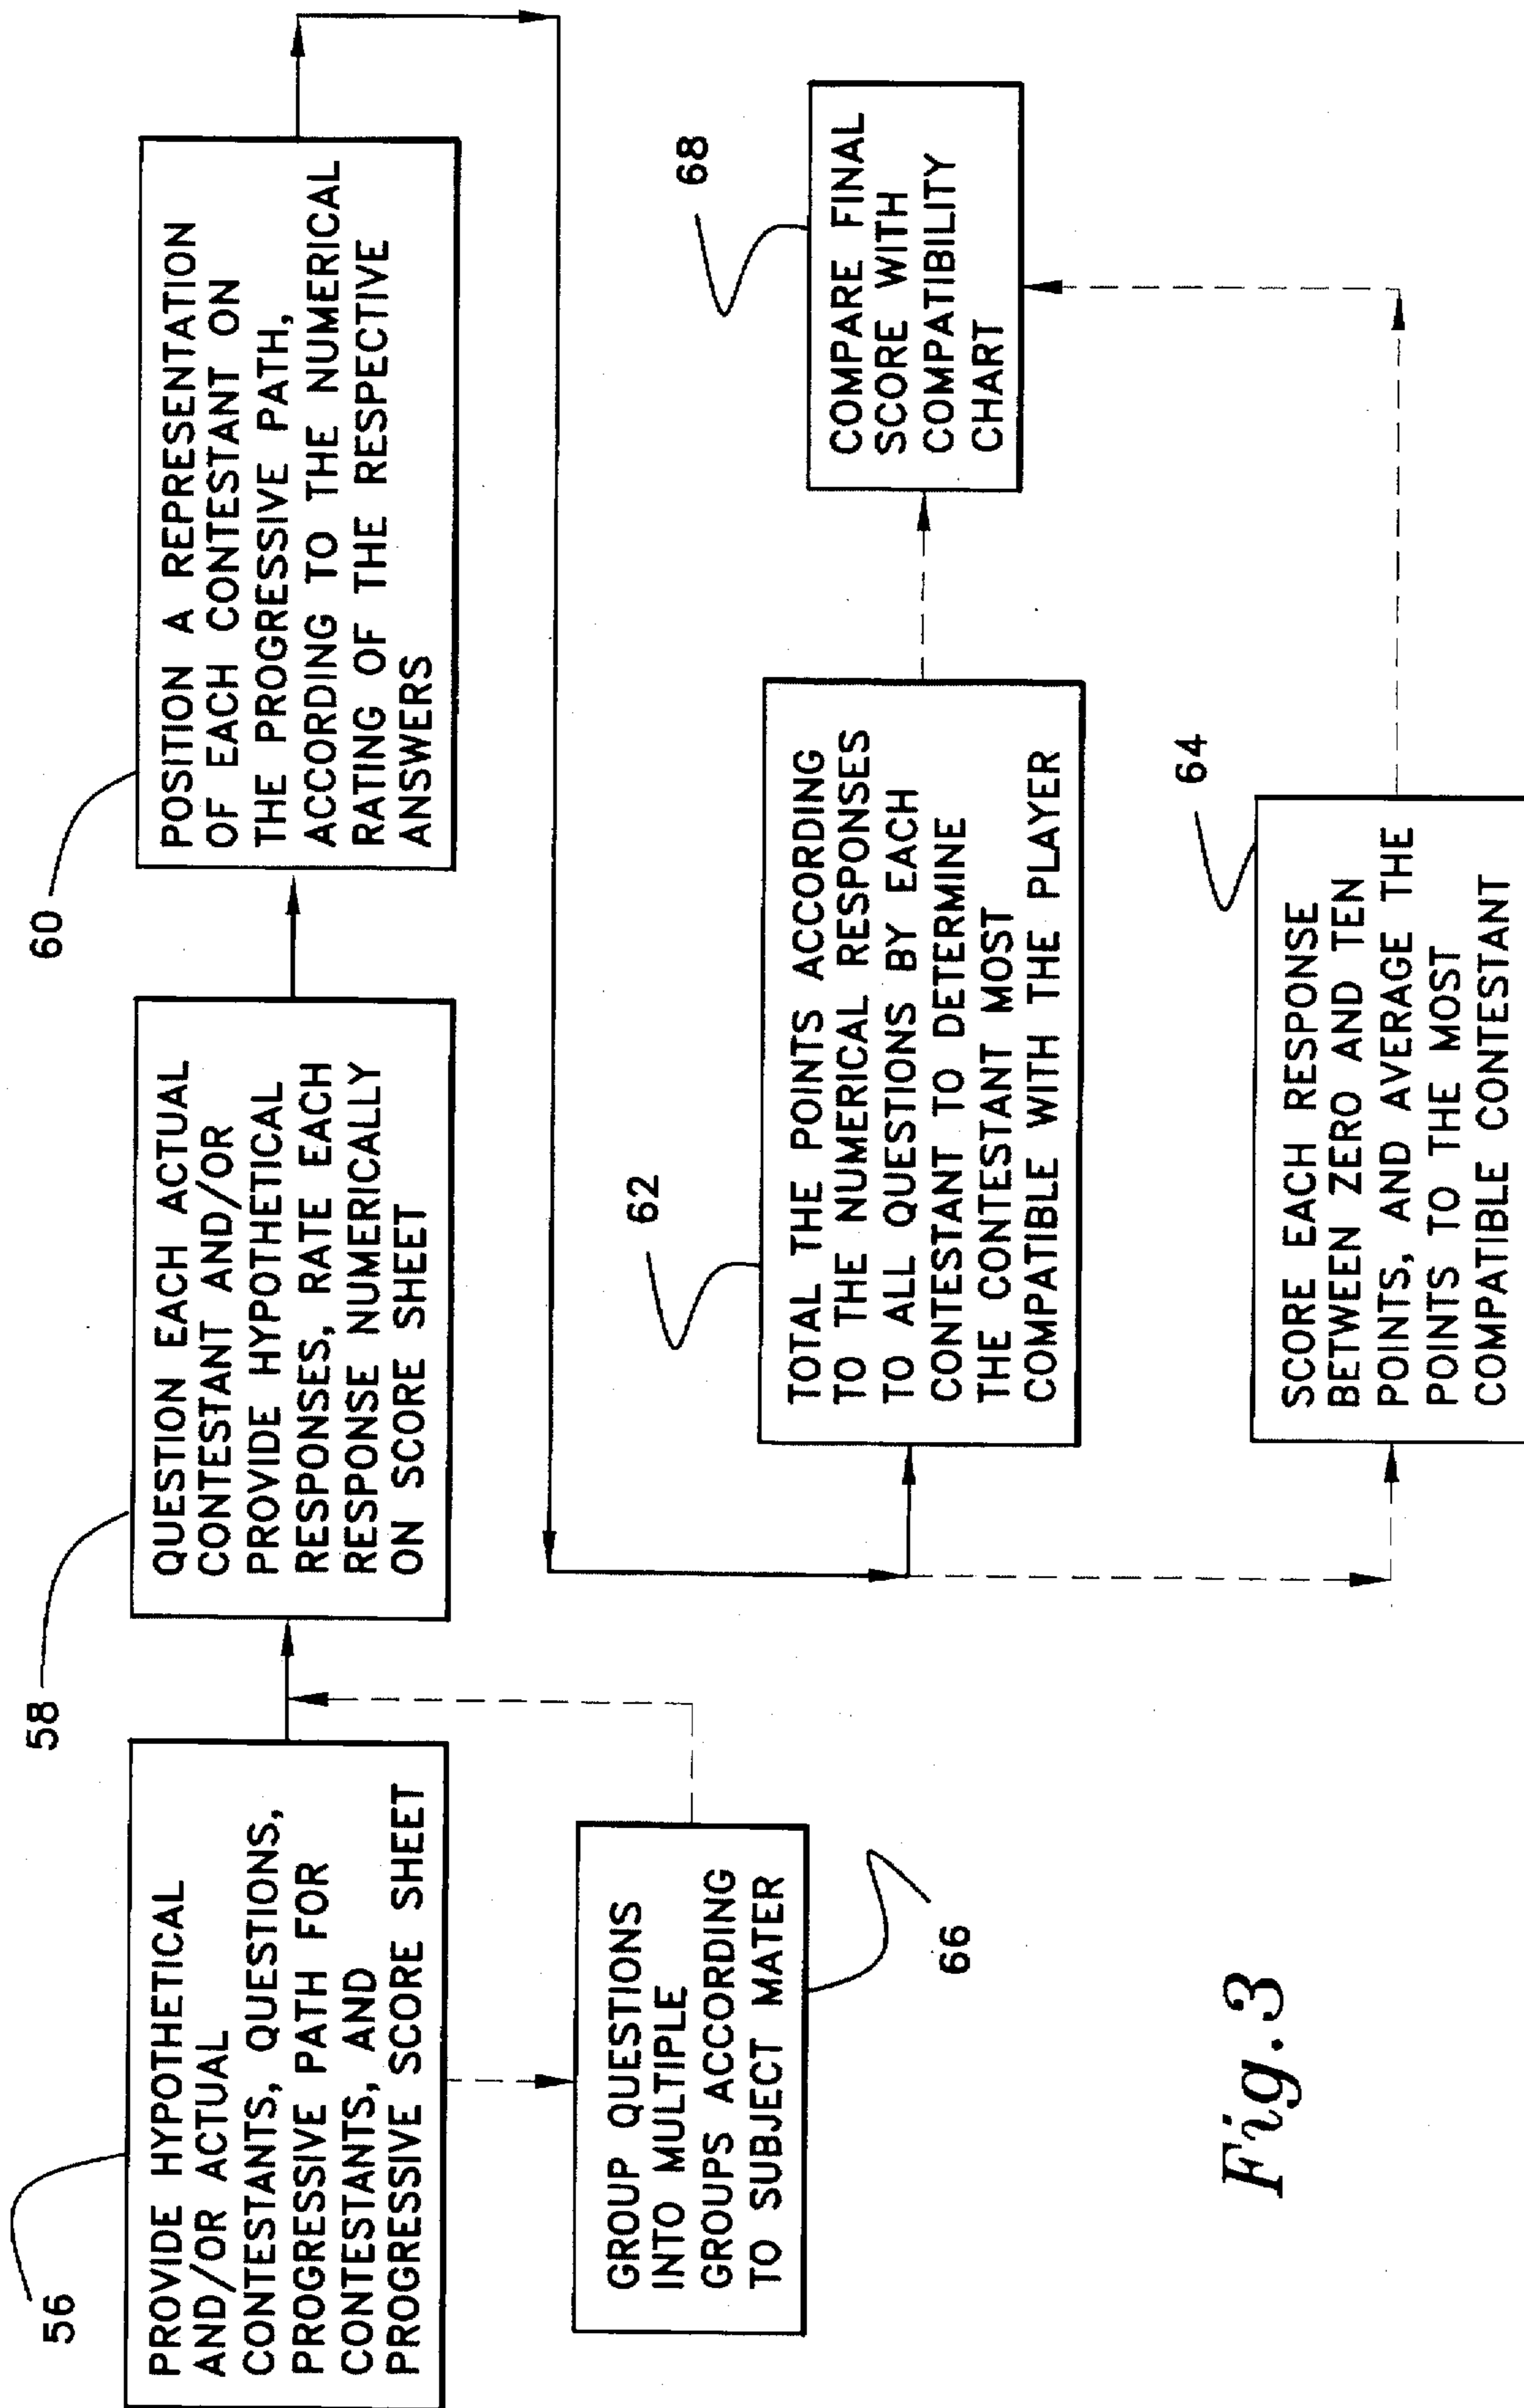 56
PROVIDE HYPOTHETICAL
AND/OR ACTUAL
CONTESTANTS, QUESTIONS,
PROGRESSIVE PATH FOR
CONTESTANTS, AND
PROGRESSIVE SCORE SHEET
58
QUESTION EACH ACTUAL
CONTESTANT AND/OR
PROVIDE HYPOTHETICAL
RESPONSES, RATE EACH
RESPONSE NUMERICALLY
ON SCORE SHEET
60
POSITION A REPRESENTATION
OF EACH CONTESTANT ON
THE PROGRESSIVE PATH,
ACCORDING TO THE NUMERICAL
RATING OF THE RESPECTIVE
ANSWERS
GROUP QUESTIONS
INTO MULTIPLE
GROUPS ACCORDING
TO SUBJECT MATER
66
62
TOTAL THE POINTS ACCORDING
TO THE NUMERICAL RESPONSES
TO ALL QUESTIONS BY EACH
CONTESTANT TO DETERMINE
THE CONTESTANT MOST
COMPATIBLE WITH THE PLAYER
68
COMPARE FINAL
SCORE WITH
COMPATIBILITY
CHART
64
SCORE EACH RESPONSE
BETWEEN ZERO AND TEN
POINTS, AND AVERAGE THE
POINTS TO THE MOST
COMPATIBLE CONTESTANT
Fig.3